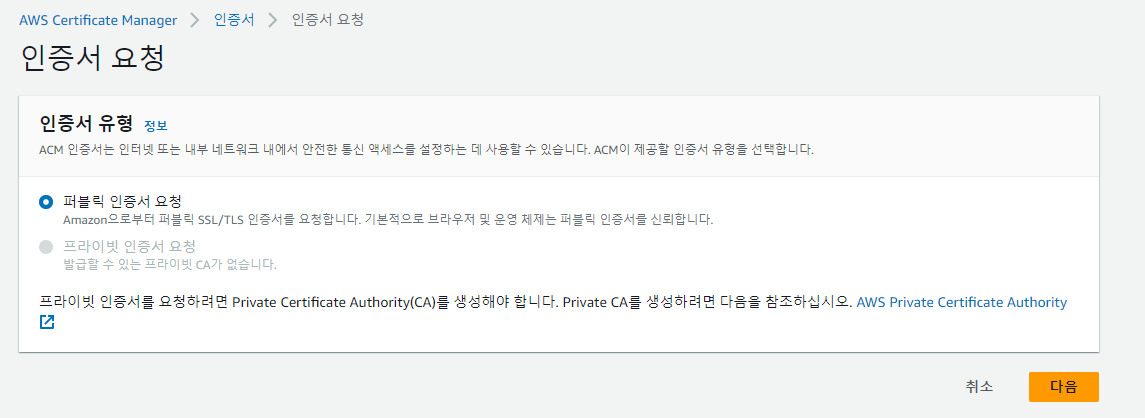 AWS Certificate Manager > 인증서 > 인증서 요청
인증서 요청
인증서 유형 정보
ACM 인증서는 인터넷 또는 내부 네트워크 내에서 안전한 통신 액세스를 설정하는 데 사용할 수 있습니다. ACM이 제공할 인증서 유형을 선택합니다.
퍼블릭 인증서 요청
Amazon으로부터 퍼블릭 SSL/TLS 인증서를 요청합니다. 기본적으로 브라우저 및 운영 체제는 퍼블릭 인증서를 신뢰합니다.
프라이빗 인증서 요청
발급할 수 있는 프라이빗 CA가 없습니다.
프라이빗 인증서를 요청하려면 Private Certificate Authority(CA)를 생성해야 합니다. Private CA를 생성하려면 다음을 참조하십시오. AWS Private Certificate Authority
취소 다음